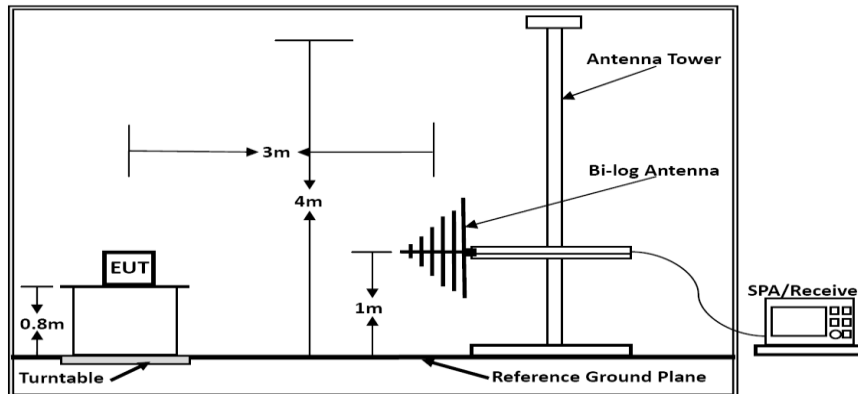 Antenna Tower
3m
Bi-log Antenna
4m
EUT
SPA/Receive
0.8m
1m
Turntable
Reference Ground Plane